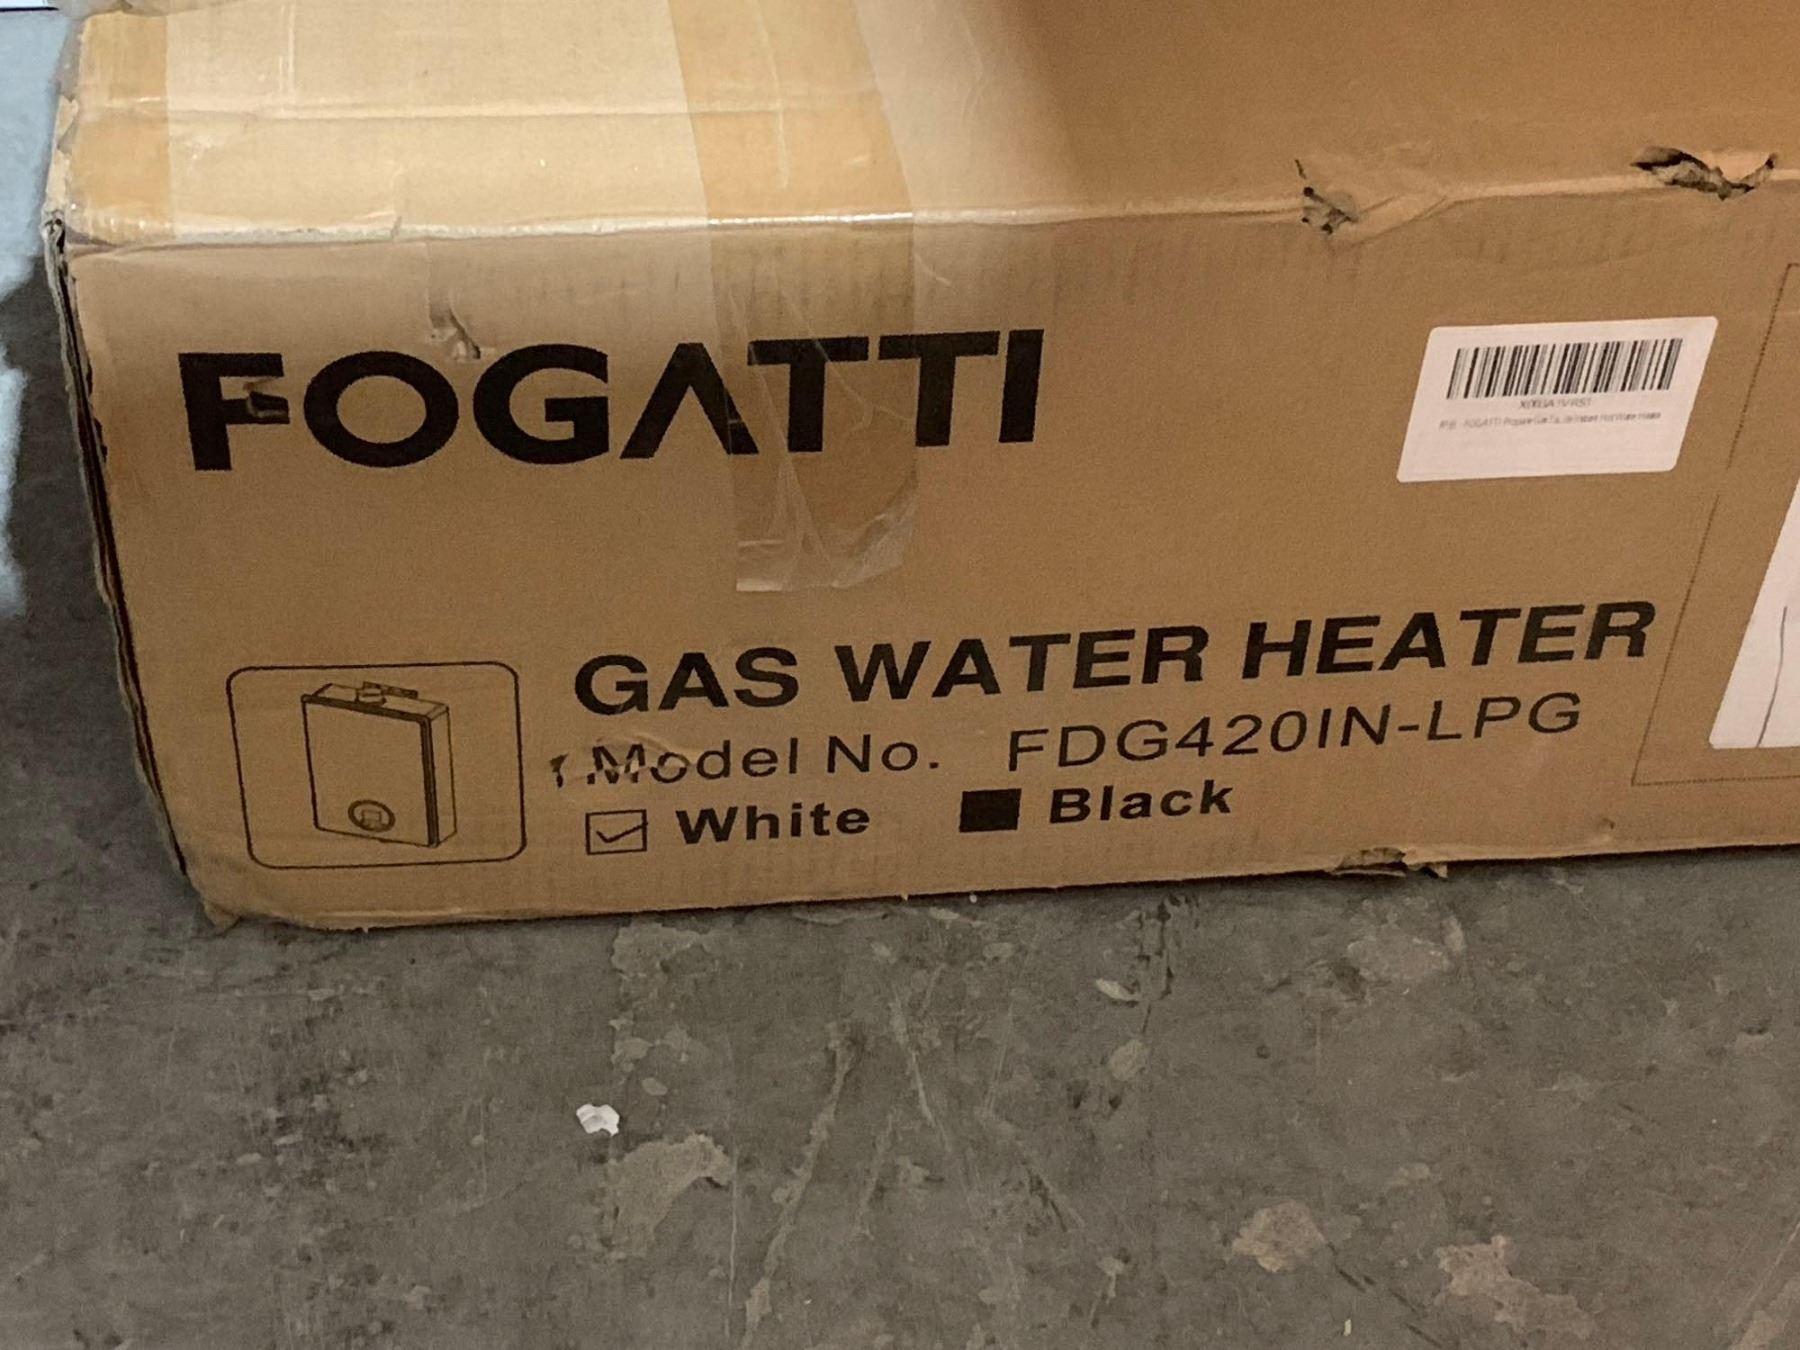 FOGATTI
GAS WATER HEATER
Model No. FDG420IN-LPG
White Black